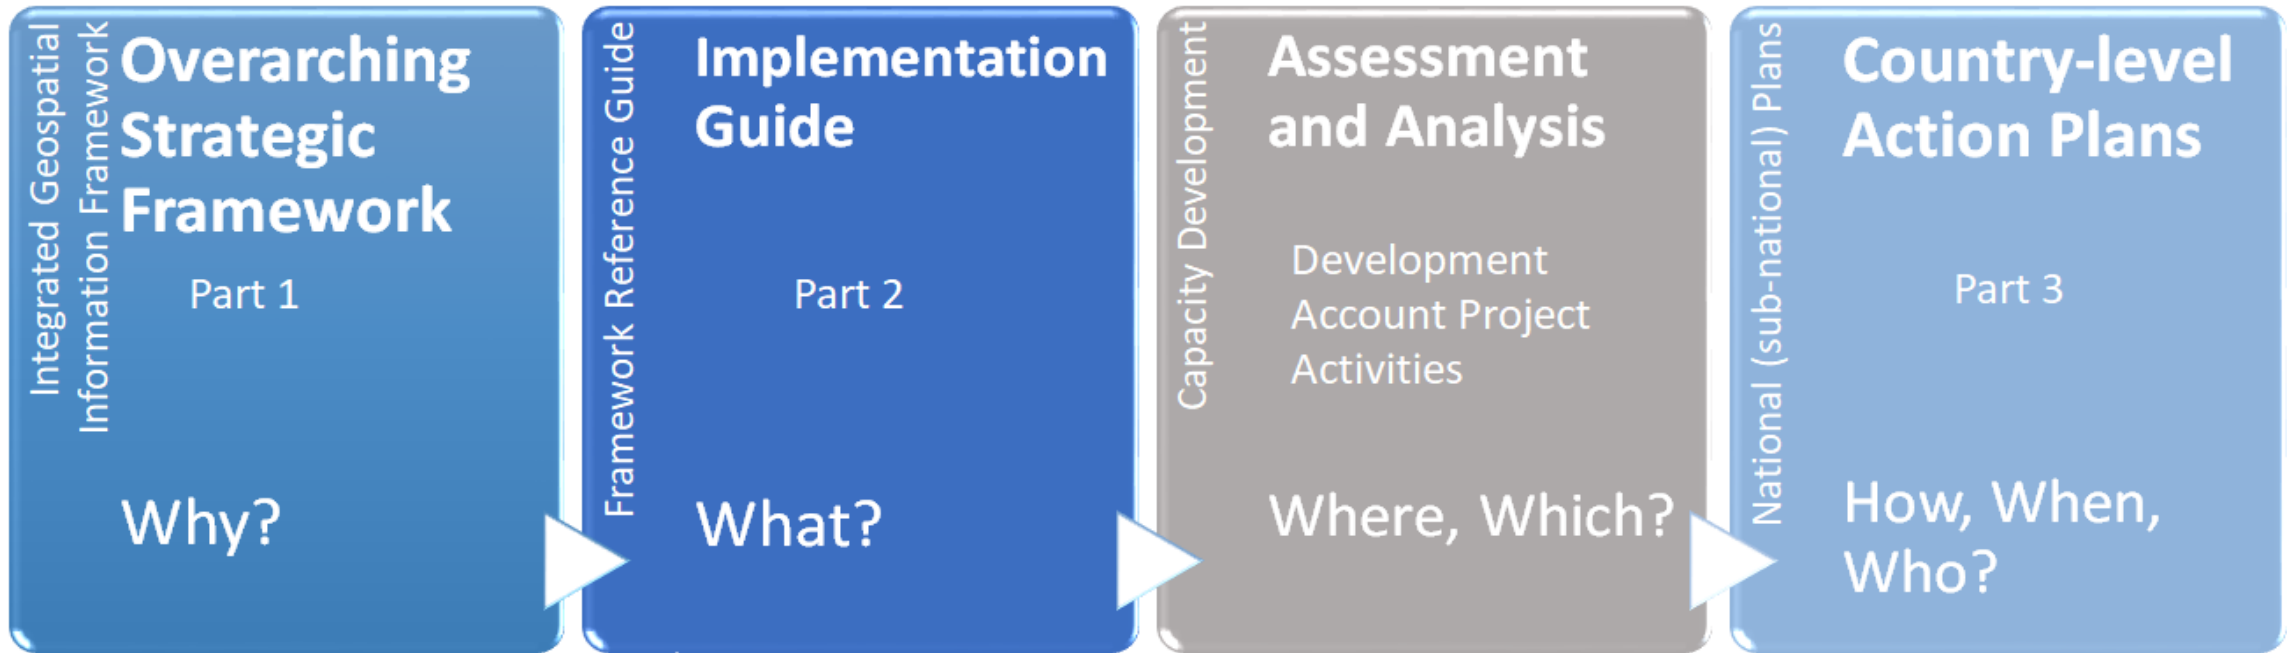 Integrated Geospatial
Information Framework
Overarching
Strategic
Framework
Part 1
Why?
Framework Reference Guide
Implementation
Guide
Part 2
What?
Capacity Development
Assessment
and Analysis
Development
Account Project
Activities
Where, Which?
National (sub-national) Plans
Country-level
Action Plans
Part 3
How, When,
Who?